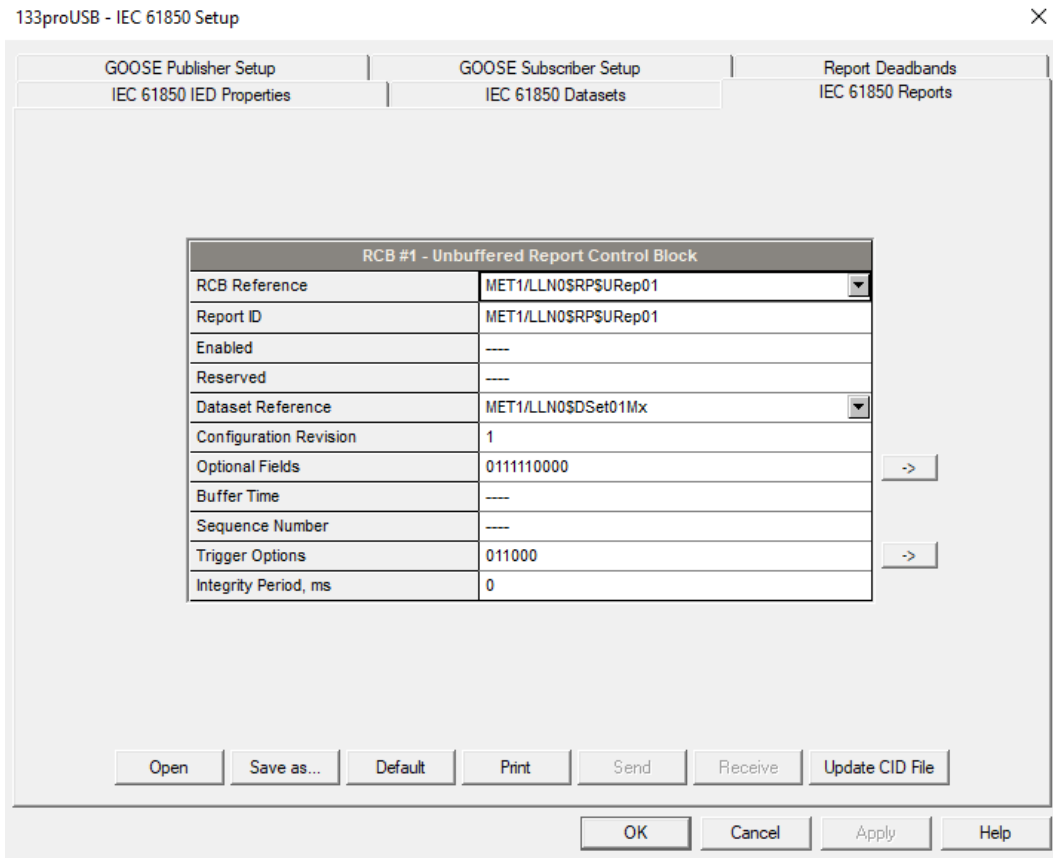 133proUSB - IEC 61850 Setup
GOOSE Publisher Setup GOOSE Subscriber Setup Report Deadbands
IEC 61850 IED Properties IEC 61850 Datasets IEC 61850 Reports
RCB #1 - Unbuffered Report Control Block
RCB Reference MET1/LLN0$RP$URep01
Report ID MET1/LLN0$RP$URep01
Enabled ----
Reserved ----
Dataset Reference MET1/LLN0$DSet01Mx
Configuration Revision 1
Optional Fields 0111110000 ->
Buffer Time ----
Sequence Number ----
Trigger Options 011000 ->
Integrity Period, ms 0
Open Save as... Default Print Send Receive Update CID File
OK Cancel Apply Help